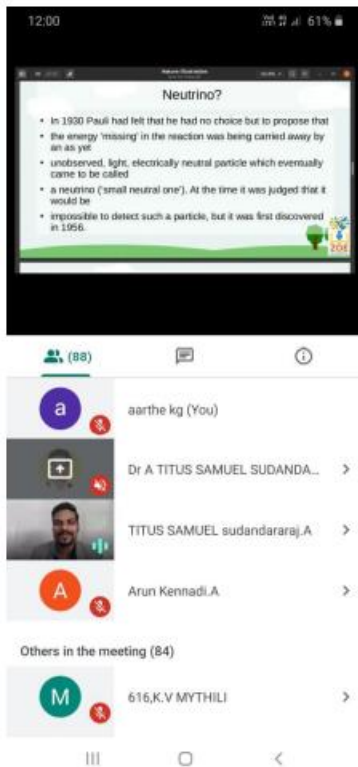 12:00
61%
Neutrino?
• In 1930 Pauli had felt that he had no choice but to propose that
• the energy 'missing' in the reaction was being carried away by
an as yet
• unobserved, light, electrically neutral particle which eventually
came to be called
• a neutrino ('small neutral one'). At the time it was judged that it
would be
• impossible to detect such a particle, but it was first discovered
in 1956.
ZOE
(88)
a
aarthe kg (You)
Dr A TITUS SAMUEL SUDANDA...
TITUS SAMUEL sudandararaj.A
A
Arun Kennadi.A
Others in the meeting (84)
M
616,K.V MYTHILI